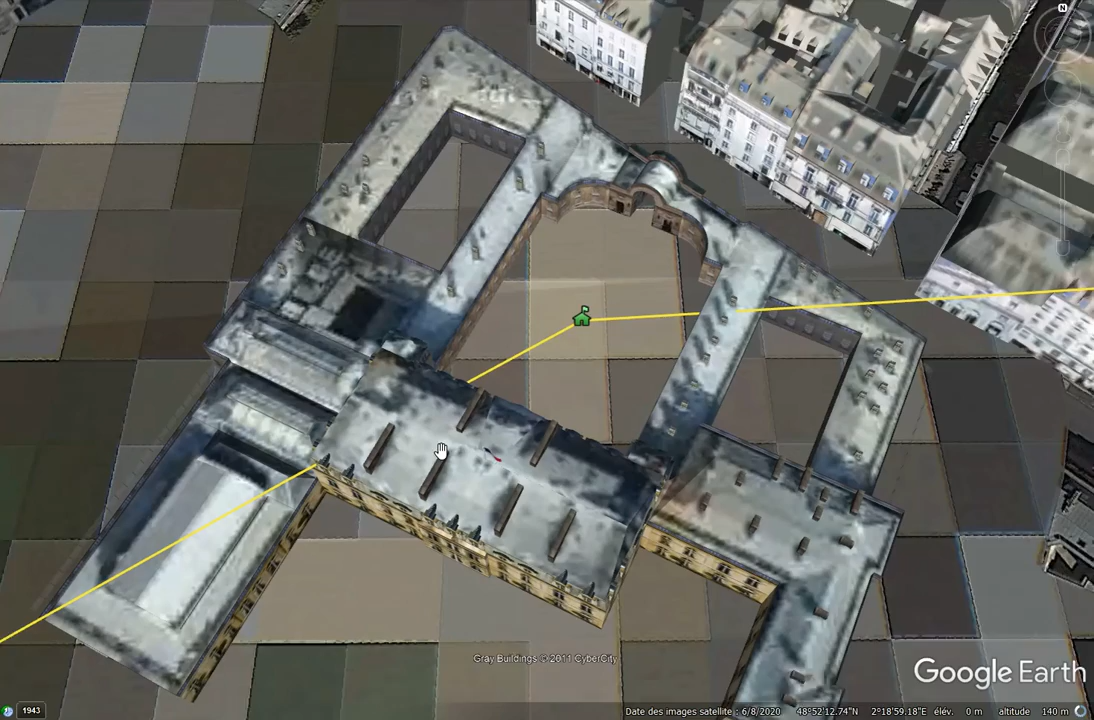 N
Gray Buildings © 2011 CyberCity
Google Earth
1943
Date des images satellite : 6/8/2020 48°52'12.74"N 2°18'59.18"E élév. 0 m altitude 140 m